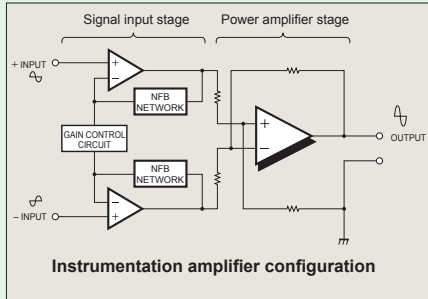 Signal input stage
Power amplifier stage
+ INPUT
+
−
NFB
NETWORK
GAIN CONTROL
CIRCUIT
NFB
NETWORK
−
+
− INPUT
+
−
OUTPUT
Instrumentation amplifier configuration